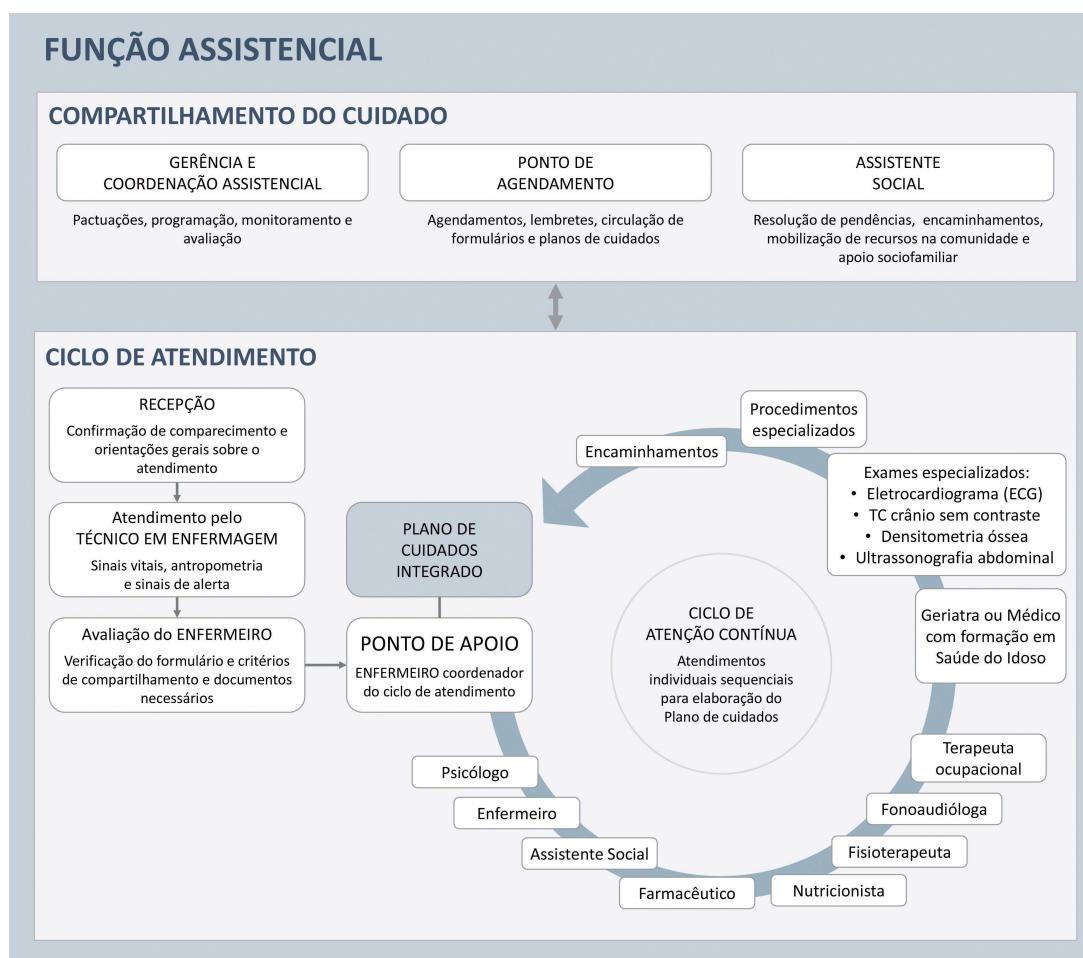 FUNÇÃO ASSISTENCIAL
COMPARTILHAMENTO DO CUIDADO
GERÊNCIA E
COORDENAÇÃO ASSISTENCIAL
Pactuações, programação, monitoramento e
avaliação
PONTO DE
AGENDAMENTO
Agendamentos, lembretes, circulação de
formulários e planos de cuidados
ASSISTENTE
SOCIAL
Resolução de pendências, encaminhamentos,
mobilização de recursos na comunidade e
apoio sociofamiliar
CICLO DE ATENDIMENTO
RECEPÇÃO
Confirmação de comparecimento e
orientações gerais sobre o
atendimento
Atendimento pelo
TÉCNICO EM ENFERMAGEM
Sinais vitais, antropometria
e sinais de alerta
Avaliação do ENFERMEIRO
Verificação do formulário e critérios
de compartilhamento e documentos
necessários
PLANO DE
CUIDADOS
INTEGRADO
PONTO DE APOIO
ENFERMEIRO coordenador
do ciclo de atendimento
CICLO DE
ATENÇÃO CONTÍNUA
Atendimentos
individuais sequenciais
para elaboração do
Plano de cuidados
Psicólogo
Enfermeiro
Assistente Social
Farmacêutico
Nutricionista
Fisioterapeuta
Fonoaudióloga
Terapeuta
ocupacional
Geriatra ou Médico
com formação em
Saúde do Idoso
Exames especializados:
• Eletrocardiograma (ECG)
• TC crânio sem contraste
• Densitometria óssea
• Ultrassonografia abdominal
Procedimentos
especializados
Encaminhamentos